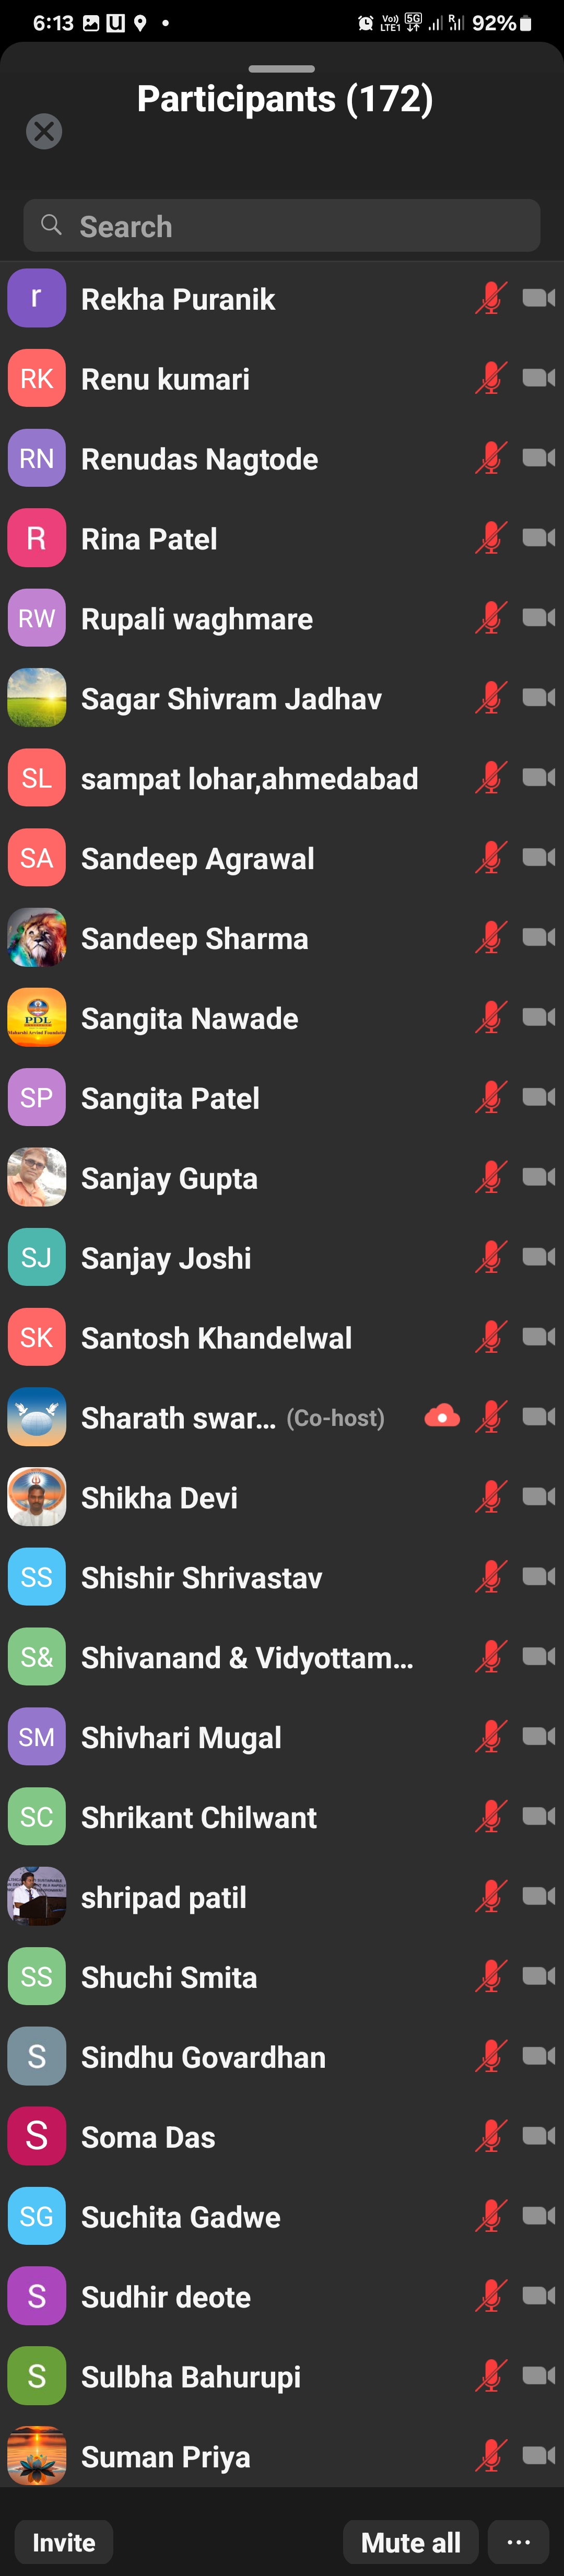 6:13
Vo)) LTE1 5G R 92%
Participants (172)
Search
r Rekha Puranik
RK Renu kumari
RN Renudas Nagtode
R Rina Patel
RW Rupali waghmare
Sagar Shivram Jadhav
SL sampat lohar,ahmedabad
SA Sandeep Agrawal
Sandeep Sharma
PDL
Sangita Nawade
SP Sangita Patel
Sanjay Gupta
SJ Sanjay Joshi
SK Santosh Khandelwal
Sharath swar... (Co-host)
Shikha Devi
SS Shishir Shrivastav
S& Shivanand & Vidyottam...
SM Shivhari Mugal
SC Shrikant Chilwant
shripad patil
SS Shuchi Smita
S Sindhu Govardhan
S Soma Das
SG Suchita Gadwe
S Sudhir deote
S Sulbha Bahurupi
Suman Priya
Invite Mute all ...